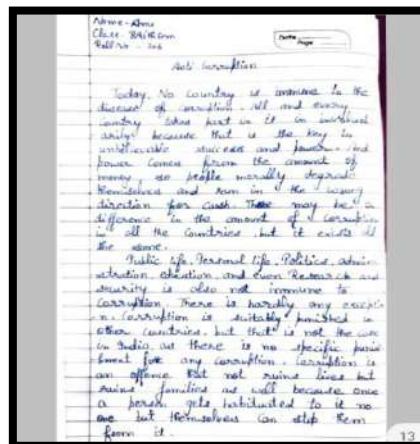 Name - Annu
Class - BA/B.Com
Roll No - 206
Date
Page
Anti Corruption
Today, No country is immune in the
disease of corruption. All and every
country takes part in it in
because that is the key in
unbelievable success and power. And
power comes from the amount of
money, so people morally degrade
themselves and run in the wrong
direction for cash. There may be a
difference in the amount of corruption
in all the countries, but it exists all
the same.
Public life, Personal life, Politics, admin
istration, education, and even Research and
security is also not immune to
corruption. There is hardly any except
n. Corruption is suitably punished in
other countries, but that is not the case
in India, as there is no specific punis
hment for any corruption. Corruption is
an offence that not ruins lives but
ruins families as well because once
a person gets habituated to it no
one but themselves can stop them
from it.
13